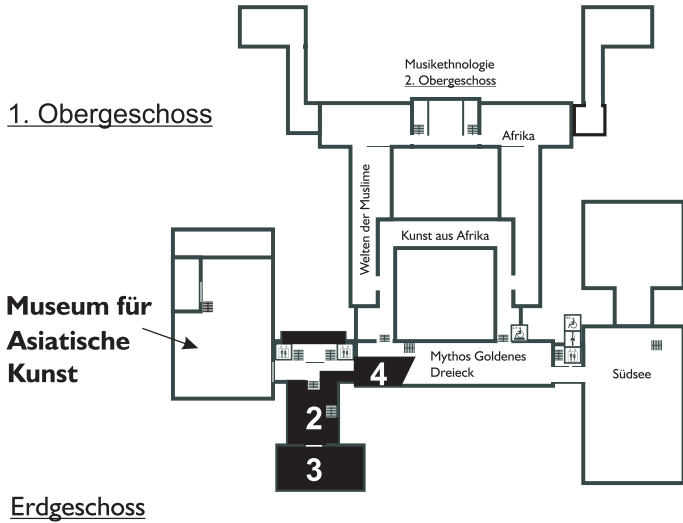 Musikethnologie
2. Obergeschoss
1. Obergeschoss
Afrika
Welten der Muslime
Kunst aus Afrika
Museum für
Asiatische
Kunst
Mythos Goldenes
Dreieck
4
Südsee
2
3
Erdgeschoss